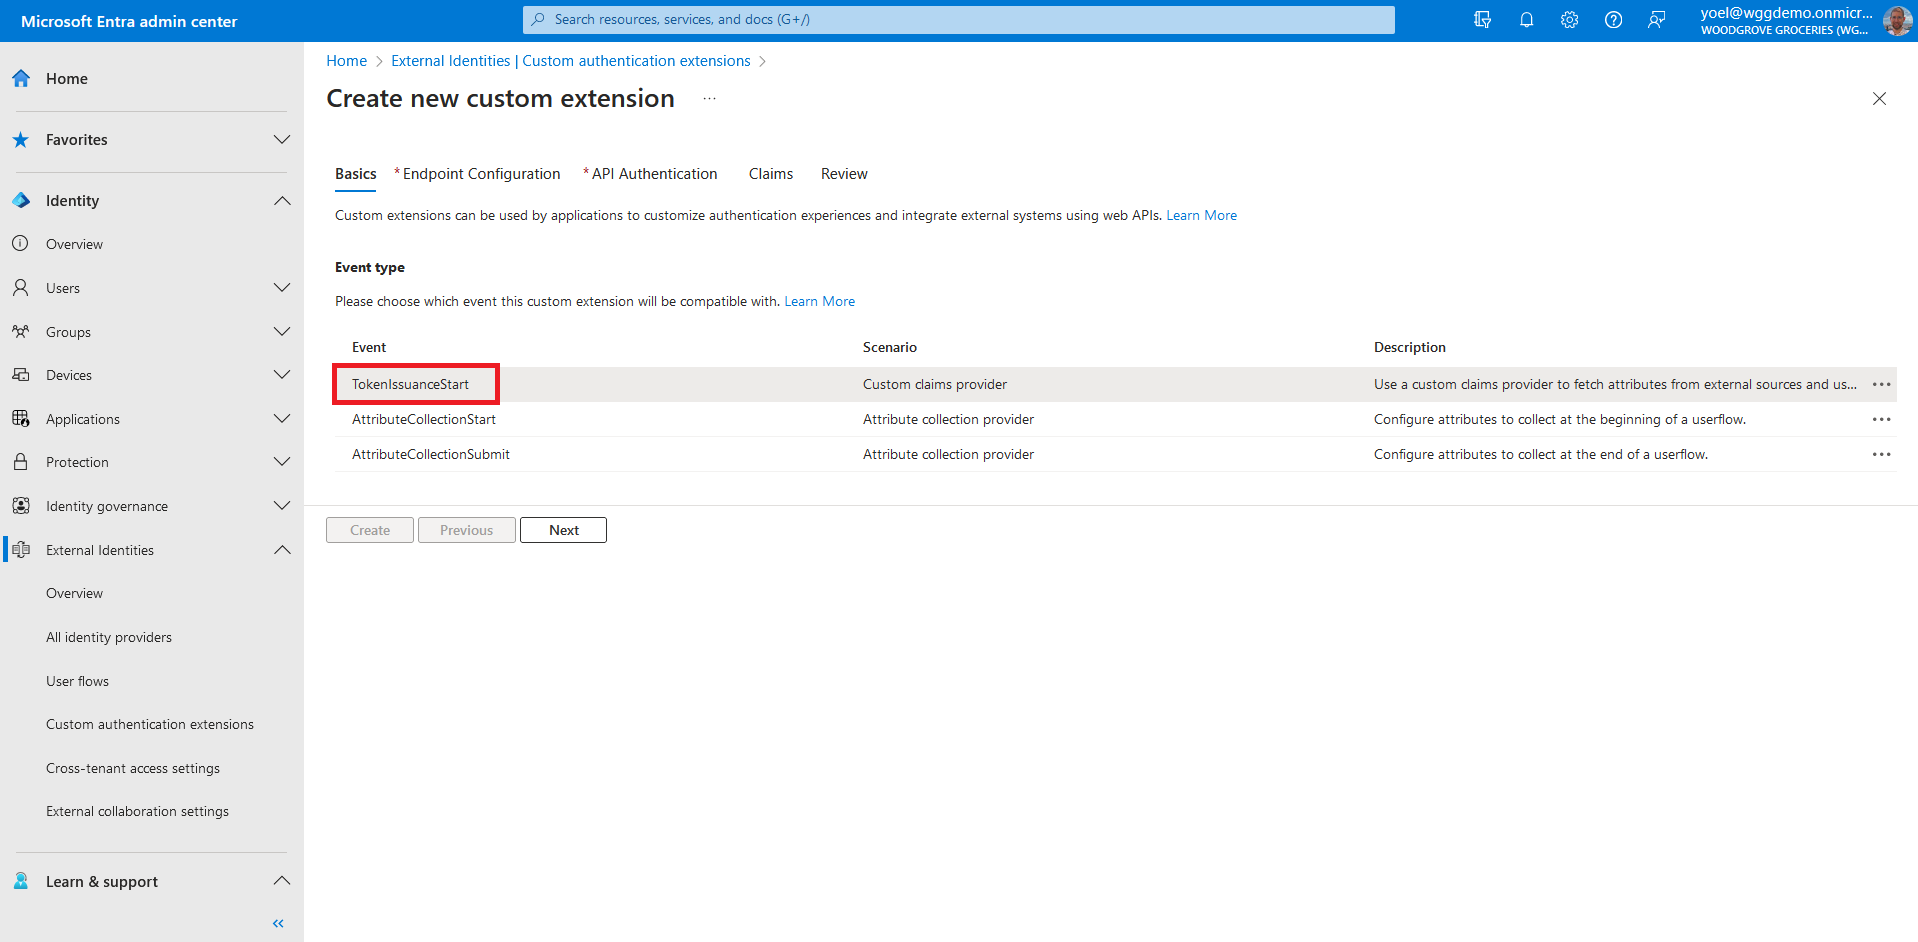 Microsoft Entra admin center
Search resources, services, and docs (G+/)
yoel@wggdemo.onmicr...
WOODGROVE GROCERIES (WG...
Home
Favorites
Identity
Overview
Users
Groups
Devices
Applications
Protection
Identity governance
External Identities
Overview
All identity providers
User flows
Custom authentication extensions
Cross-tenant access settings
External collaboration settings
Learn & support
«
Home > External Identities | Custom authentication extensions >
Create new custom extension ...
Basics * Endpoint Configuration * API Authentication Claims Review
Custom extensions can be used by applications to customize authentication experiences and integrate external systems using web APIs. Learn More
Event type
Please choose which event this custom extension will be compatible with. Learn More
Event Scenario Description
TokenIssuanceStart Custom claims provider Use a custom claims provider to fetch attributes from external sources and us... ...
AttributeCollectionStart Attribute collection provider Configure attributes to collect at the beginning of a userflow. ...
AttributeCollectionSubmit Attribute collection provider Configure attributes to collect at the end of a userflow. ...
Create Previous Next